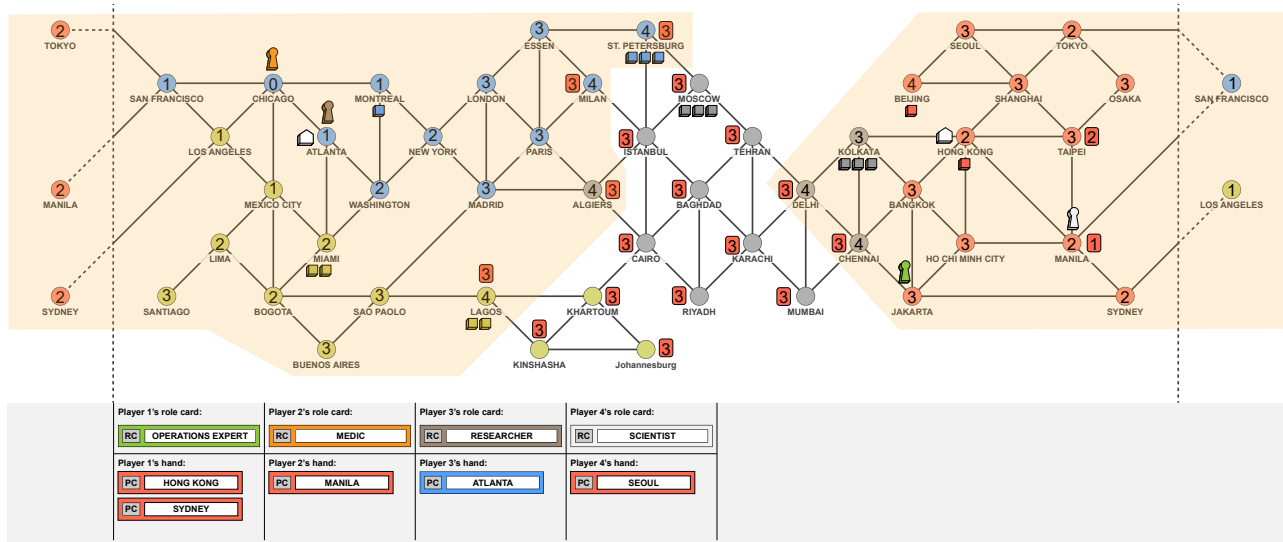 3
4 3
2
3
2
TOKYO
ESSEN
ST. PETERSBURG
SEOUL
TOKYO
1
0
1
3
3
4
3
4
3
3
1
SAN FRANCISCO
CHICAGO
MONTREAL
LONDON
MILAN
MOSCOW
BEIJING
SHANGHAI
OSAKA
SAN FRANCISCO
1
1
2
3
3
3
3
2
3
2
LOS ANGELES
ATLANTA
NEW YORK
PARIS
ISTANBUL
TEHRAN
KOLKATA
HONG KONG
TAIPEI
2
1
2
3
4
3
3
3
4
3
1
MANILA
MEXICO CITY
WASHINGTON
MADRID
ALGIERS
BAGHDAD
DELHI
BANGKOK
LOS ANGELES
2
2
3
3
3
4
3
2
1
LIMA
MIAMI
CAIRO
KARACHI
CHENNAI
HO CHI MINH CITY
MANILA
3
2
3
2
3
4
3
3
3
3
2
SYDNEY
SANTIAGO
BOGOTA
SAO PAOLO
LAGOS
KHARTOUM
RIYADH
MUMBAI
JAKARTA
SYDNEY
3
3
3
BUENOS AIRES
KINSHASHA
Johannesburg
Player 1's role card:
Player 2's role card:
Player 3's role card:
Player 4's role card:
RC OPERATIONS EXPERT
RC MEDIC
RC RESEARCHER
RC SCIENTIST
Player 1's hand:
Player 2's hand:
Player 3's hand:
Player 4's hand:
PC HONG KONG
PC MANILA
PC ATLANTA
PC SEOUL
PC SYDNEY